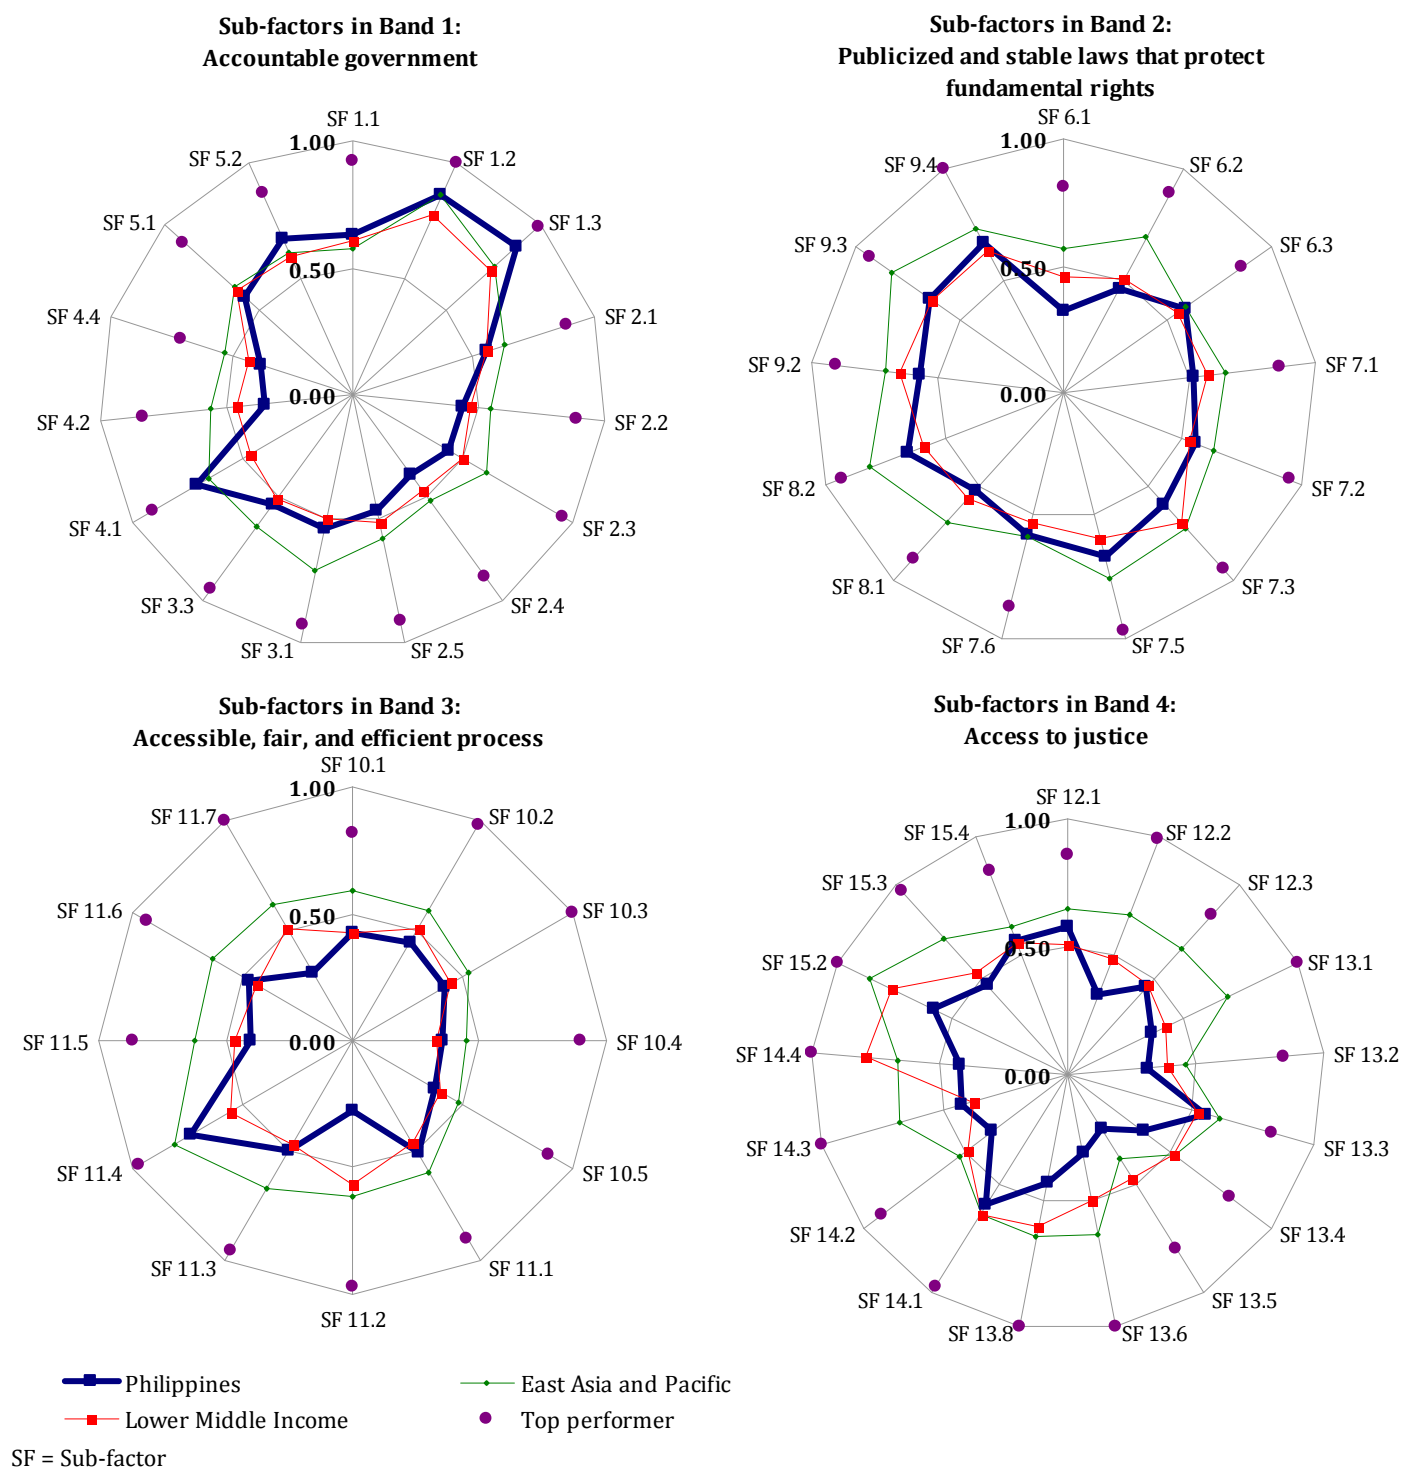 Sub-factors in Band 1:
Accountable government
SF 1.1
1.00
SF 1.2
SF 5.2
SF 1.3
SF 5.1
0.50
SF 2.1
SF 4.4
0.00
SF 2.2
SF 4.2
SF 2.3
SF 4.1
SF 2.4
SF 3.3
SF 2.5
SF 3.1
Sub-factors in Band 2:
Publicized and stable laws that protect
fundamental rights
SF 6.1
1.00
SF 9.4
SF 6.2
SF 9.3
SF 6.3
0.50
SF 9.2
SF 7.1
0.00
SF 8.2
SF 7.2
SF 8.1
SF 7.3
SF 7.6
SF 7.5
Sub-factors in Band 3:
Accessible, fair, and efficient process
SF 10.1
1.00
SF 11.7
SF 10.2
SF 11.6
0.50
SF 10.3
SF 11.5
0.00
SF 10.4
SF 11.4
SF 10.5
SF 11.3
SF 11.1
SF 11.2
Sub-factors in Band 4:
Access to justice
SF 12.1
1.00
SF 15.4
SF 12.2
SF 15.3
SF 12.3
SF 15.2
0.50
SF 13.1
SF 14.4
SF 13.2
0.00
SF 14.3
SF 13.3
SF 14.2
SF 13.4
SF 14.1
SF 13.5
SF 13.8
SF 13.6
Philippines
East Asia and Pacific
Lower Middle Income
Top performer
SF = Sub-factor